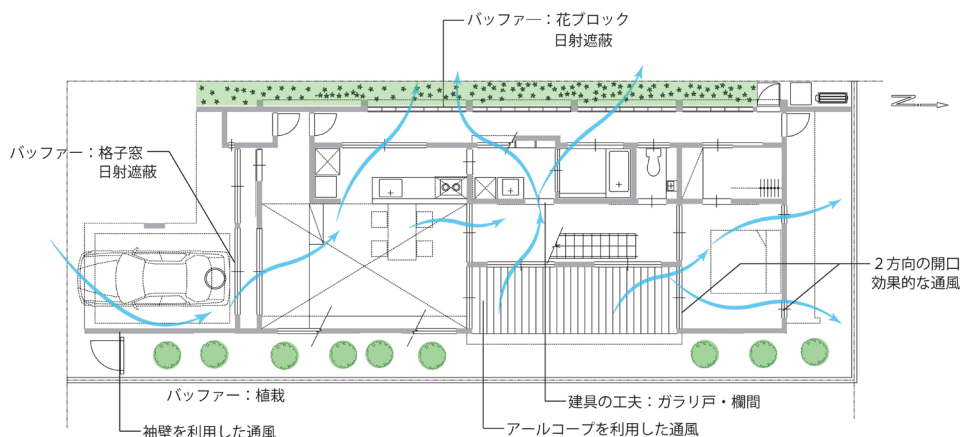 バッファー：花ブロック
日射遮蔽
N
バッファー：格子窓
日射遮蔽
２方向の開口
効果的な通風
バッファー：植栽
建具の工夫：ガラリ戸・欄間
袖壁を利用した通風
アールコープを利用した通風